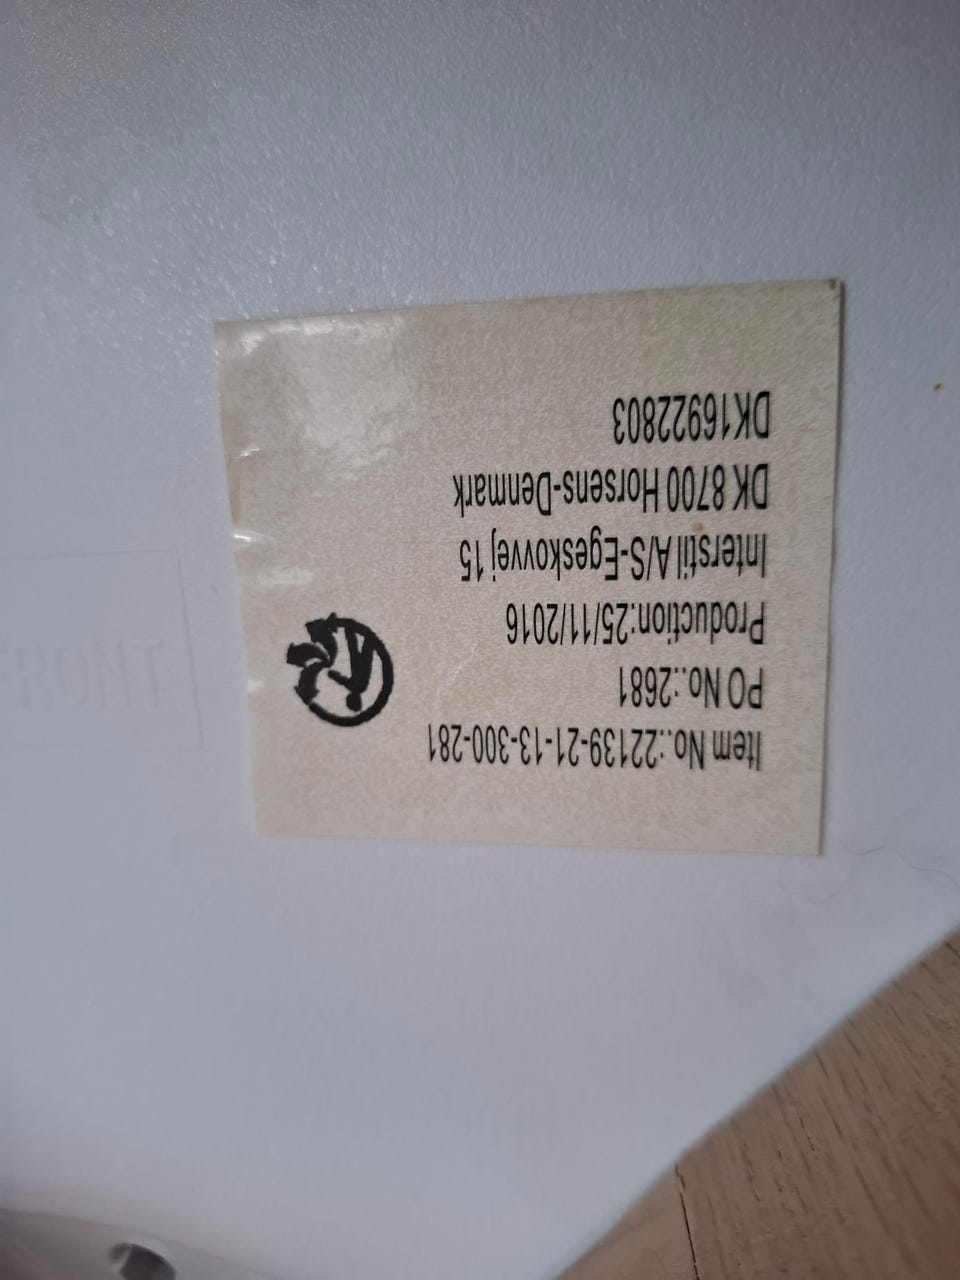 Item No.:22139-21-13-300-281
PO No.:2681
Production:25/11/2016
Interstil A/S-Egeskovvej 15
DK 8700 Horsens-Denmark
DK16922803
FRONT